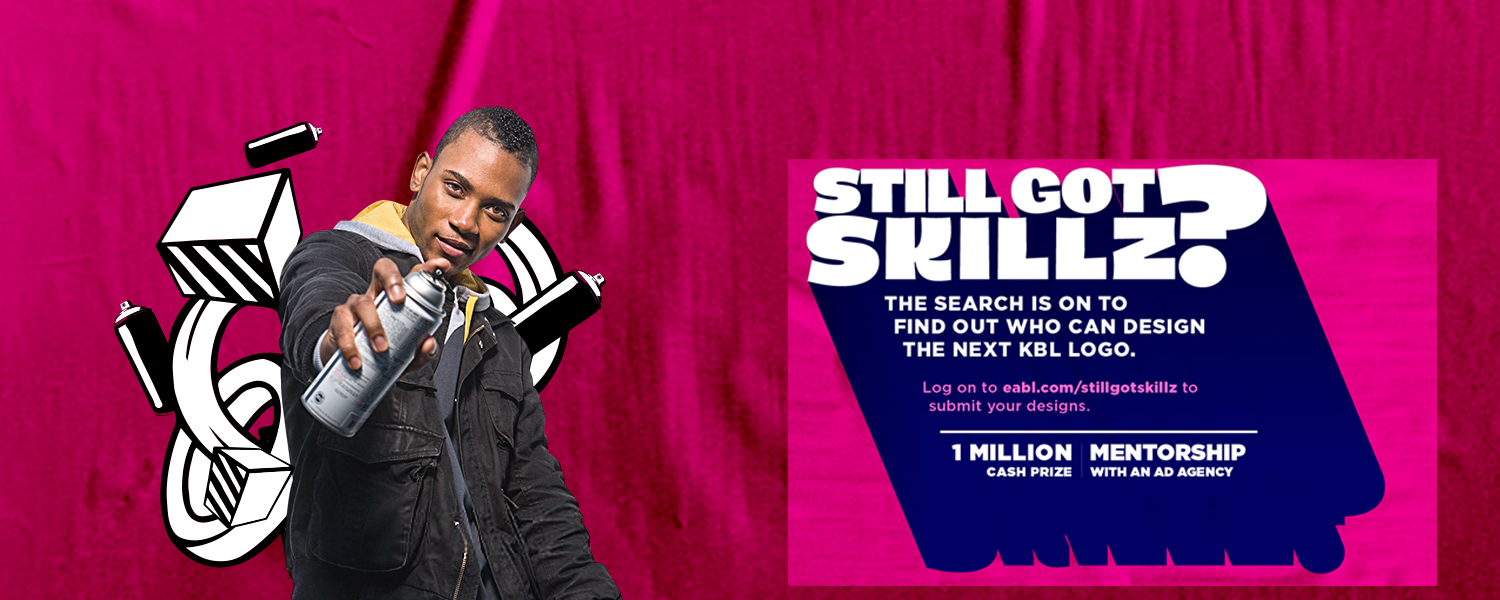 STILL GOT
SKILLZ?
THE SEARCH IS ON TO
FIND OUT WHO CAN DESIGN
THE NEXT KBL LOGO.
Log on to eabl.com/stillgotskillz to
submit your designs.
1 MILLION
CASH PRIZE
MENTORSHIP
WITH AN AD AGENCY